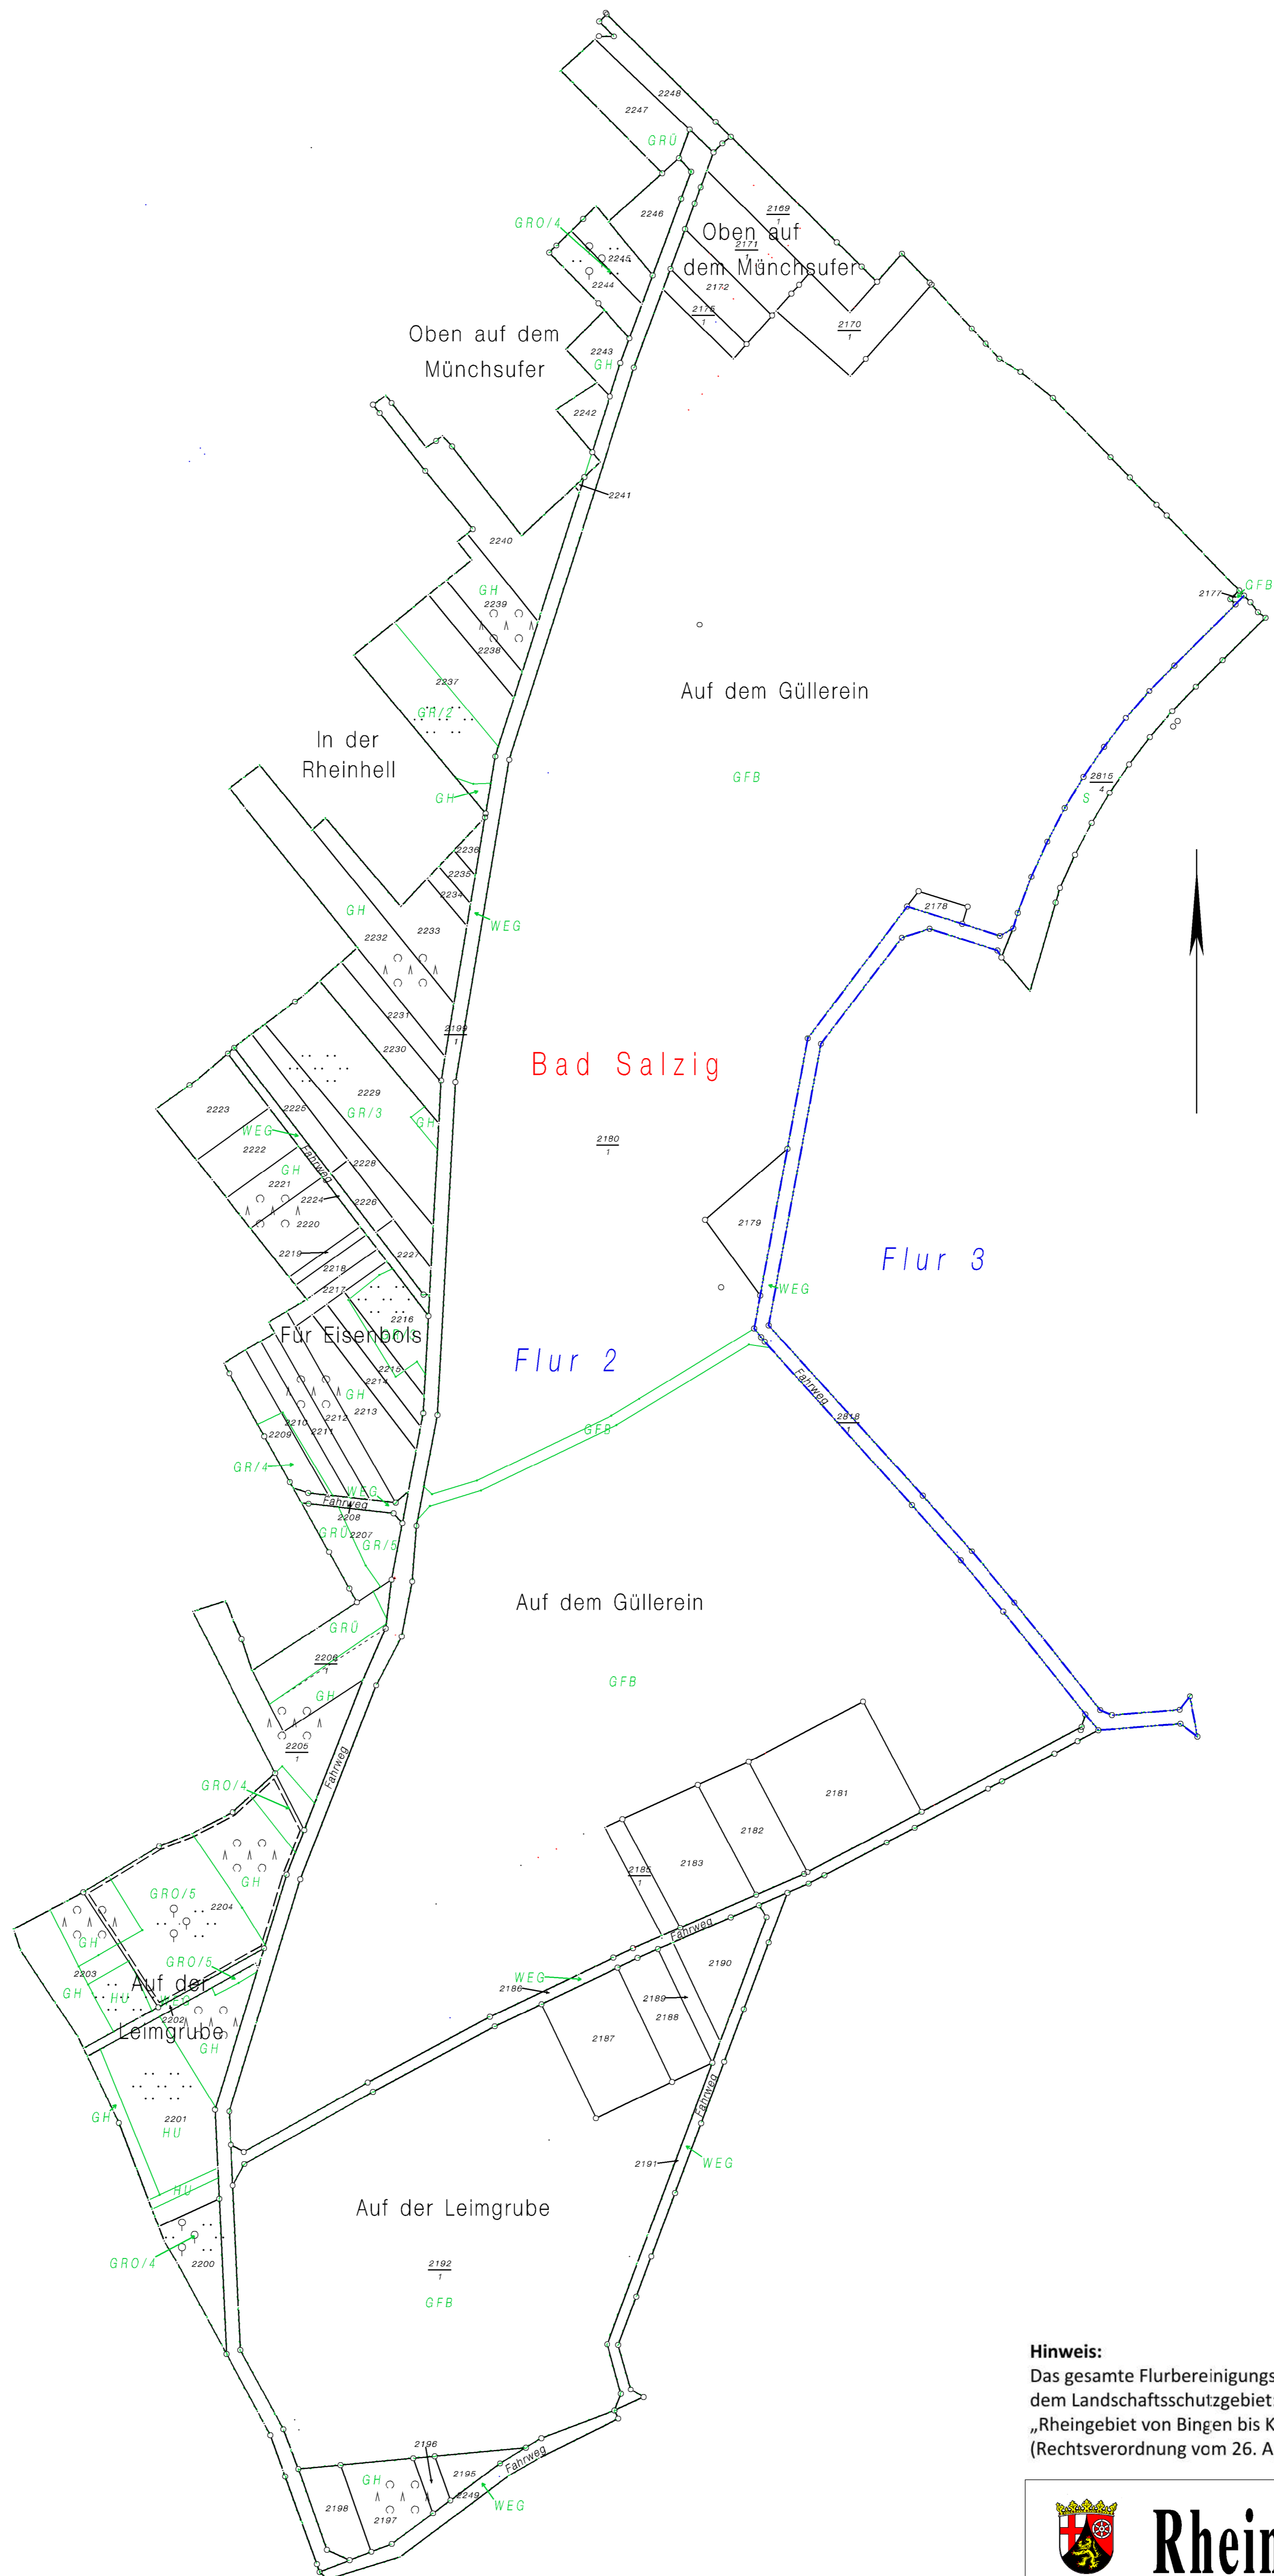 2248
2247
GRÜ
2169
1
2246
GRO/4
Oben auf
dem Münchsufer
2171
1
2245
2244
2172
2175
1
2170
1
Oben auf dem
Münchsufer
2243
GH
2242
2241
2240
GH
2239
2238
2177
GFB
2237
GR/2
Auf dem Güllerein
In der
Rheinhell
GFB
2815
4
S
GH
2236
2235
2234
GH
2233
2232
WEG
2178
2231
2199
1
2230
Bad Salzig
2229
GR/3
GH
2223
2225
WEG
Fahrweg
2222
2180
1
GH
2228
2221
2224
2226
2220
2179
2219
2227
2218
Flur 3
2217
WEG
2216
Für Eisenbols
Flur 2
2215
2214
GH
2213
2212
2210
2211
2209
Fahrweg
2818
1
GFB
GR/4
WEG
Fahrweg
2208
GRÜ
2207
GR/5
Auf dem Güllerein
GRÜ
2206
1
GFB
GH
2205
1
Fahrweg
GRO/4
2181
2182
2183
2185
1
GH
GRO/5
2204
GH
Fahrweg
2190
GRO/5
2203
WEG
2186
GH
HU
Auf der
Leimgrube
WEG
2202
2189
2188
2187
GH
GH
2201
HU
Fahrweg
2191
WEG
HU
Auf der Leimgrube
GRO/4
2200
2192
1
GFB
Hinweis:
Das gesamte Flurbereinigungs
dem Landschaftsschutzgebiet
„Rheingebiet von Bingen bis K
(Rechtsverordnung vom 26. A
2196
Fahrweg
2195
GH
2249
WEG
2198
2197
Rhein